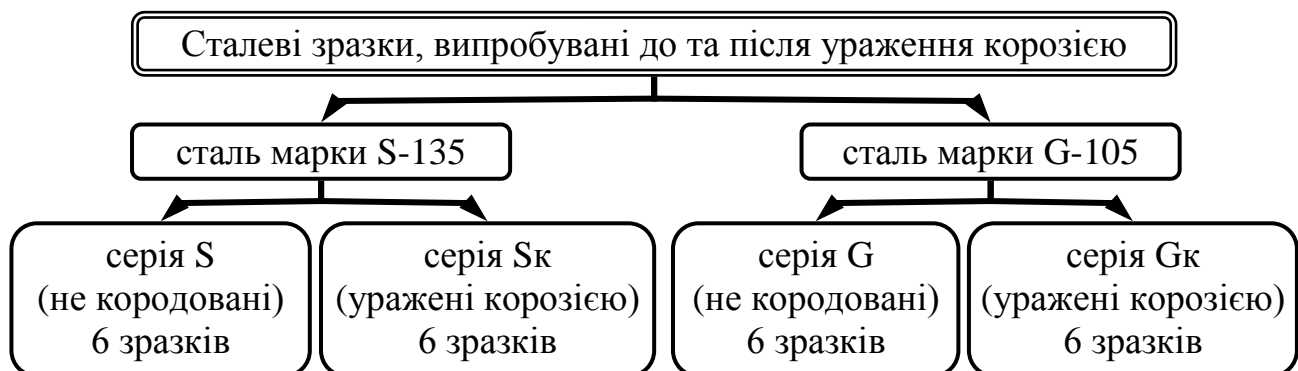 Сталеві зразки, випробувані до та після ураження корозією
сталь марки S-135
сталь марки G-105
серія S
(не кородовані)
6 зразків
серія Sк
(уражені корозією)
6 зразків
серія G
(не кородовані)
6 зразків
серія Gк
(уражені корозією)
6 зразків